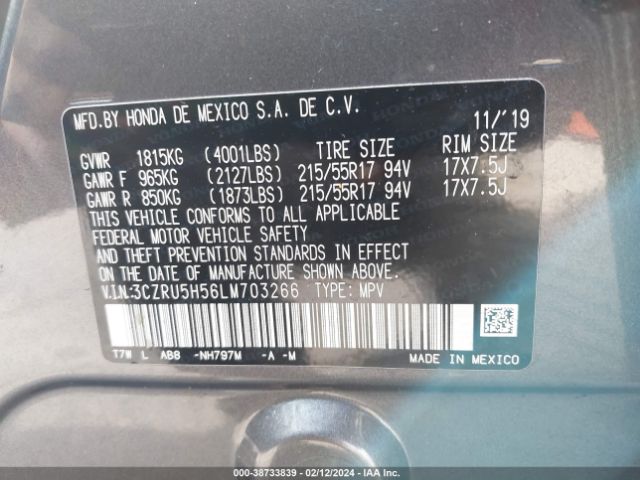 MFD.BY HONDA DE MEXICO S.A. DE C.V. 11/'19
GVWR 1815KG (4001LBS) TIRE SIZE RIM SIZE
GAWR F 965KG (2127LBS) 215/55R17 94V 17X7.5J
GAWR R 850KG (1873LBS) 215/55R17 94V 17X7.5J
THIS VEHICLE CONFORMS TO ALL APPLICABLE
FEDERAL MOTOR VEHICLE SAFETY
AND THEFT PREVENTION STANDARDS IN EFFECT
ON THE DATE OF MANUFACTURE SHOWN ABOVE.
V.I.N:3CZRU5H56LM703266 TYPE: MPV
T7W L AB8 -NH797M -A -M MADE IN MEXICO
000-38733839 - 02/12/2024 - IAA Inc.